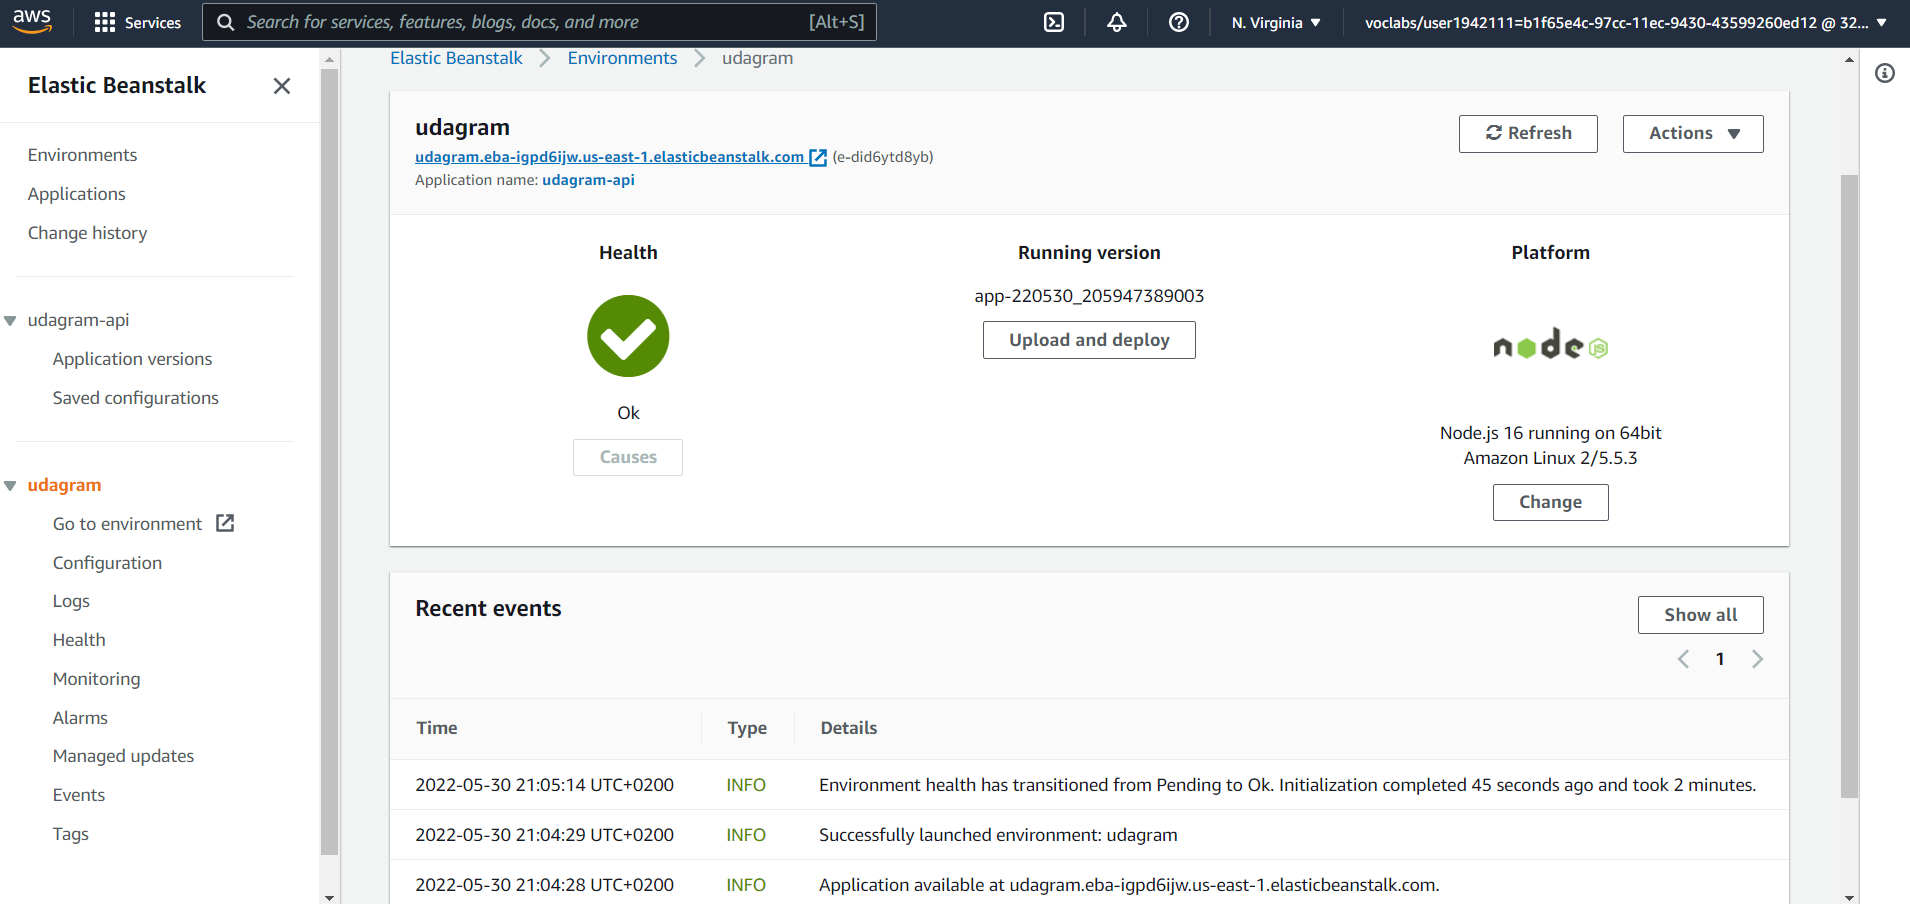 aws
Services
Search for services, features, blogs, docs, and more
[Alt+S]
N. Virginia
voclabs/user1942111=b1f65e4c-97cc-11ec-9430-43599260ed12 @ 32...
Elastic Beanstalk
Environments
Applications
Change history
udagram-api
Application versions
Saved configurations
udagram
Go to environment
Configuration
Logs
Health
Monitoring
Alarms
Managed updates
Events
Tags
Elastic Beanstalk
Environments
udagram
udagram
udagram.eba-igpd6ijw.us-east-1.elasticbeanstalk.com (e-did6ytd8yb)
Application name: udagram-api
Refresh
Actions
Health
Ok
Causes
Running version
app-220530_205947389003
Upload and deploy
Platform
node JS
Node.js 16 running on 64bit
Amazon Linux 2/5.5.3
Change
Recent events
Show all
1
Time Type Details
2022-05-30 21:05:14 UTC+0200 INFO Environment health has transitioned from Pending to Ok. Initialization completed 45 seconds ago and took 2 minutes.
2022-05-30 21:04:29 UTC+0200 INFO Successfully launched environment: udagram
2022-05-30 21:04:28 UTC+0200 INFO Application available at udagram.eba-igpd6ijw.us-east-1.elasticbeanstalk.com.